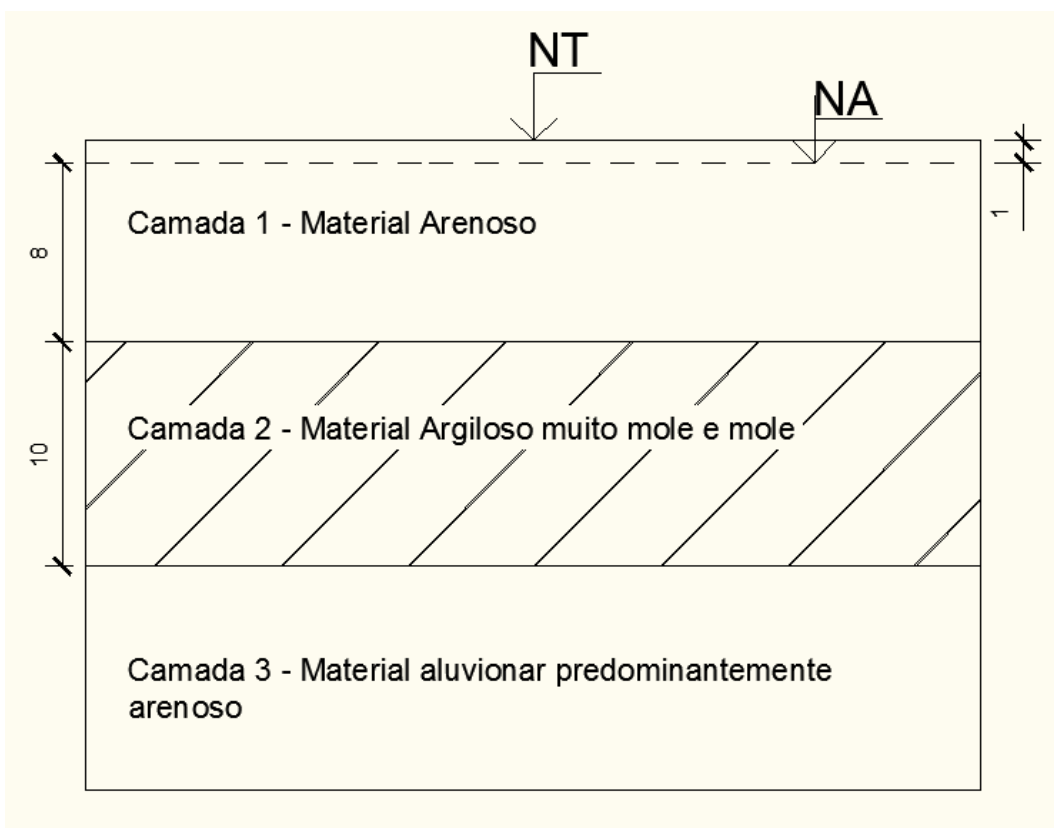 NT
NA
1
Camada 1 - Material Arenoso
8
Camada 2 - Material Argiloso muito mole e mole
10
Camada 3 - Material aluvionar predominantemente
arenoso